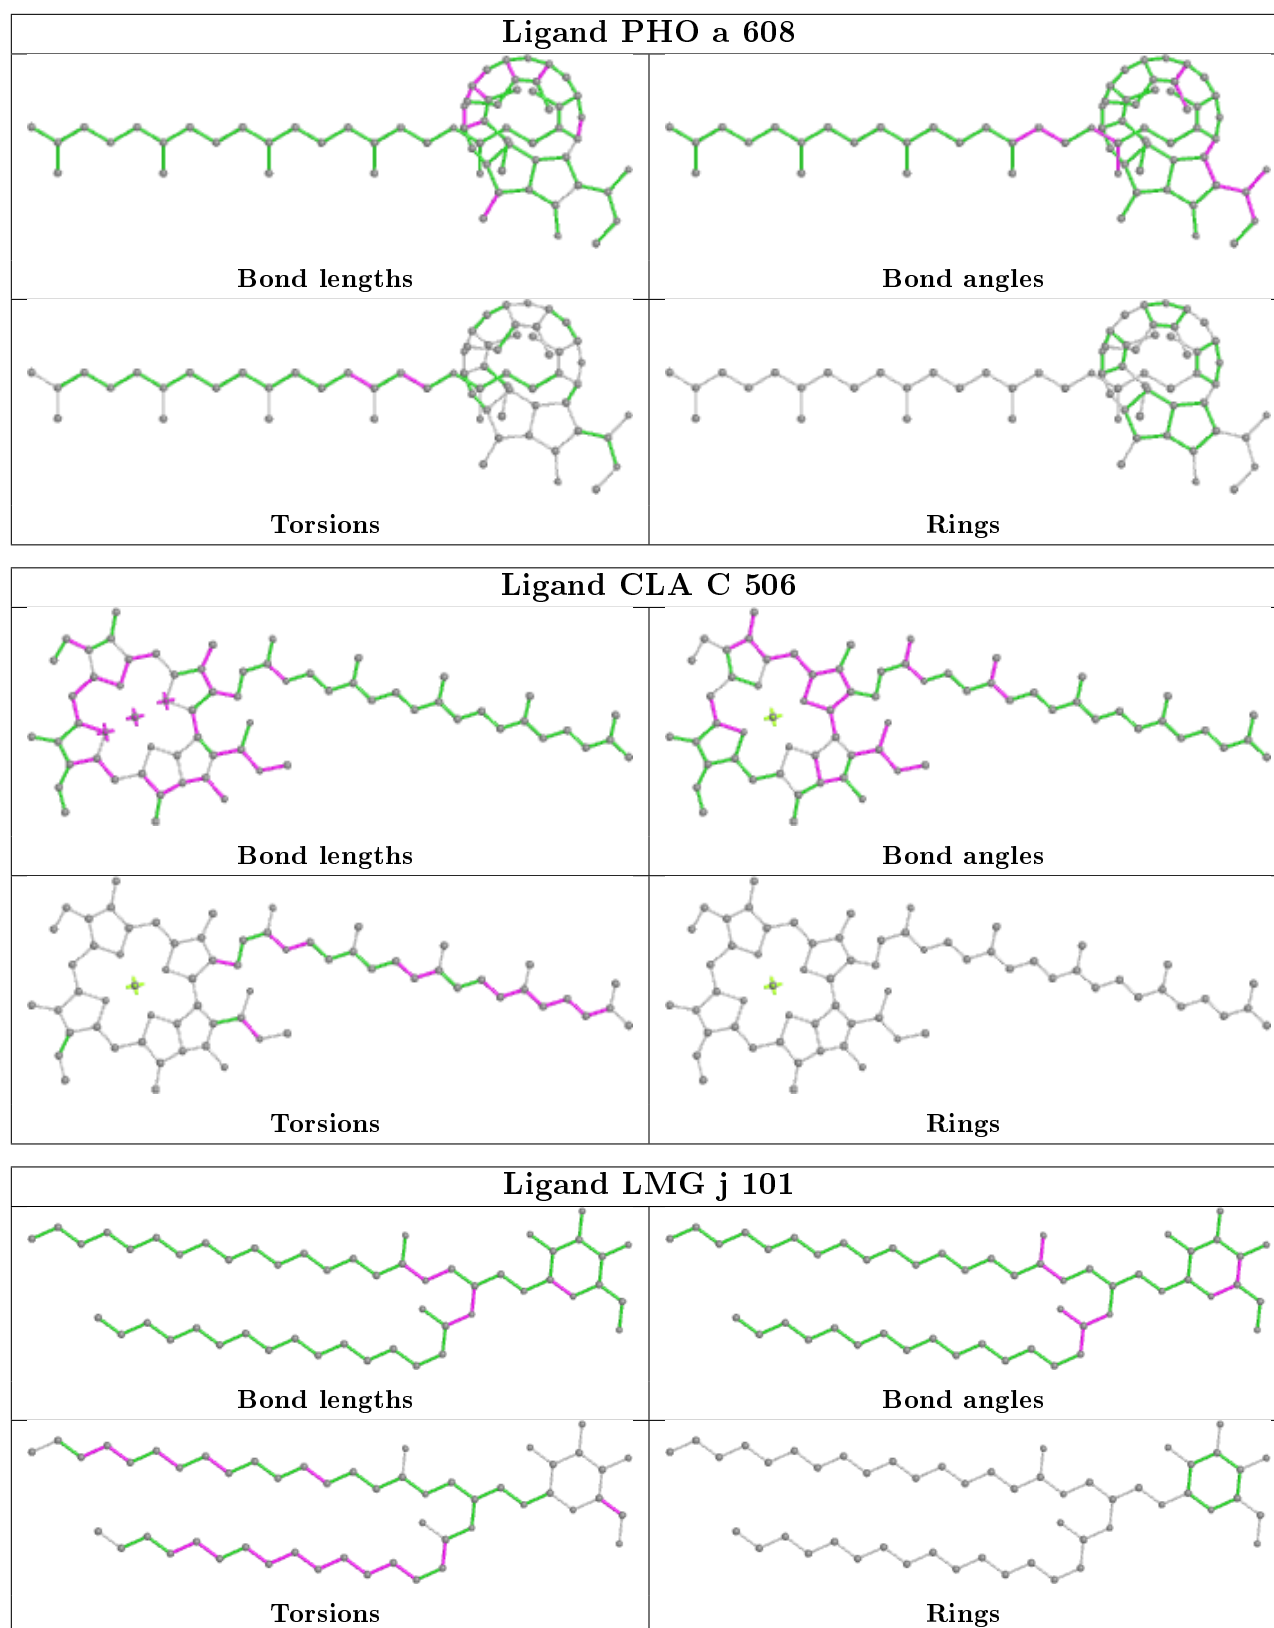 Ligand PHO a 608
Bond lengths
Bond angles
Torsions
Rings
Ligand CLA C 506
Bond lengths
Bond angles
Torsions
Rings
Ligand LMG j 101
Bond lengths
Bond angles
Torsions
Rings